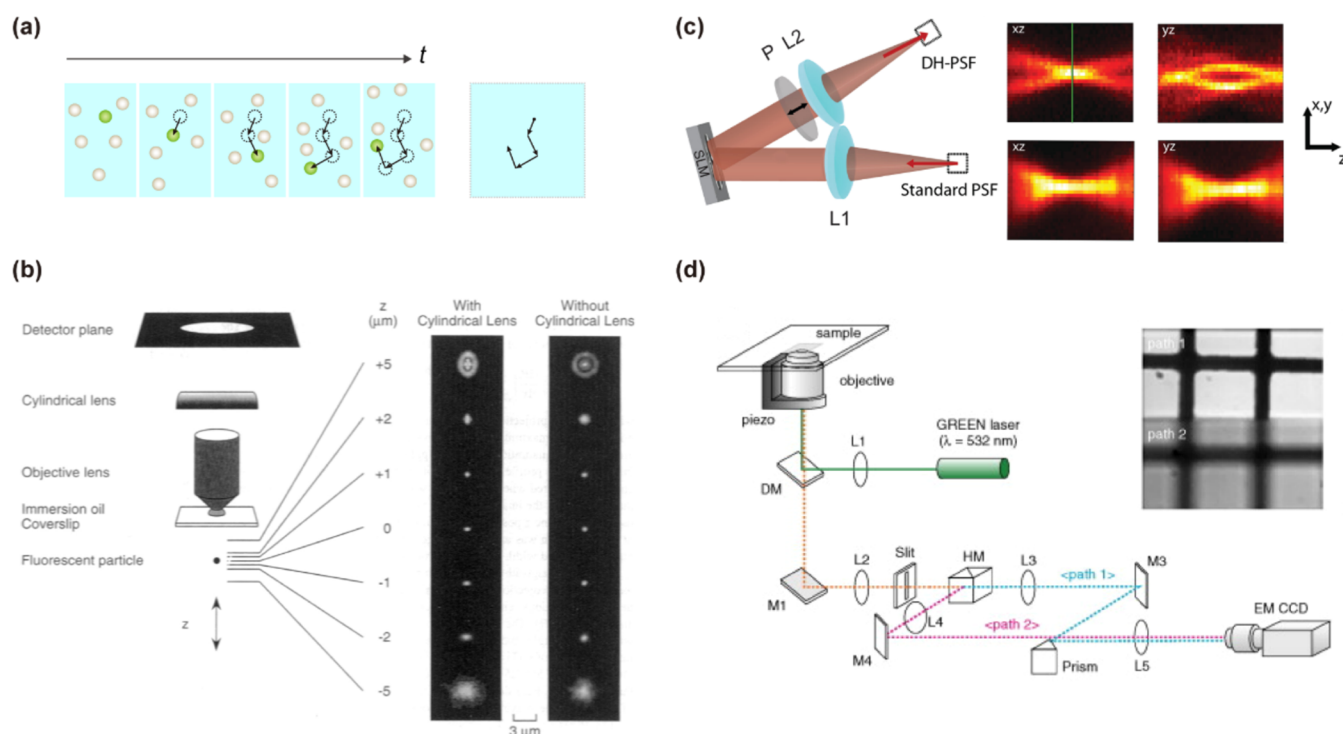 (a)
t
(b)
Detector plane
Cylindrical lens
Objective lens
Immersion oil
Coverslip
Fluorescent particle
z
z
(μm)
With
Cylindrical Lens
Without
Cylindrical Lens
+5
+2
+1
0
-1
-2
-5
3 μm
(c)
P L2
DH-PSF
SLM
Standard PSF
L1
xz
yz
xz
yz
x,y
z
(d)
sample
objective
piezo
GREEN laser
(λ = 532 nm)
L1
DM
path 1
path 2
M1
L2
Slit
HM
L3
<path 1>
M3
L4
<path 2>
M4
Prism
L5
EM CCD